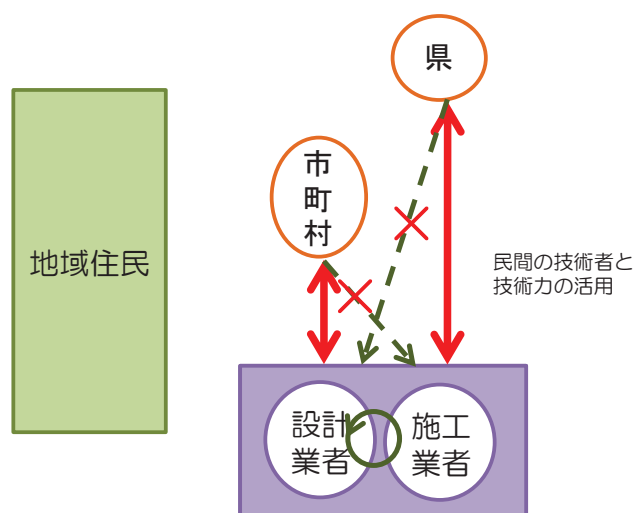 県
市
町
村
地域住民
民間の技術者と
技術力の活用
設計
業者
施工
業者